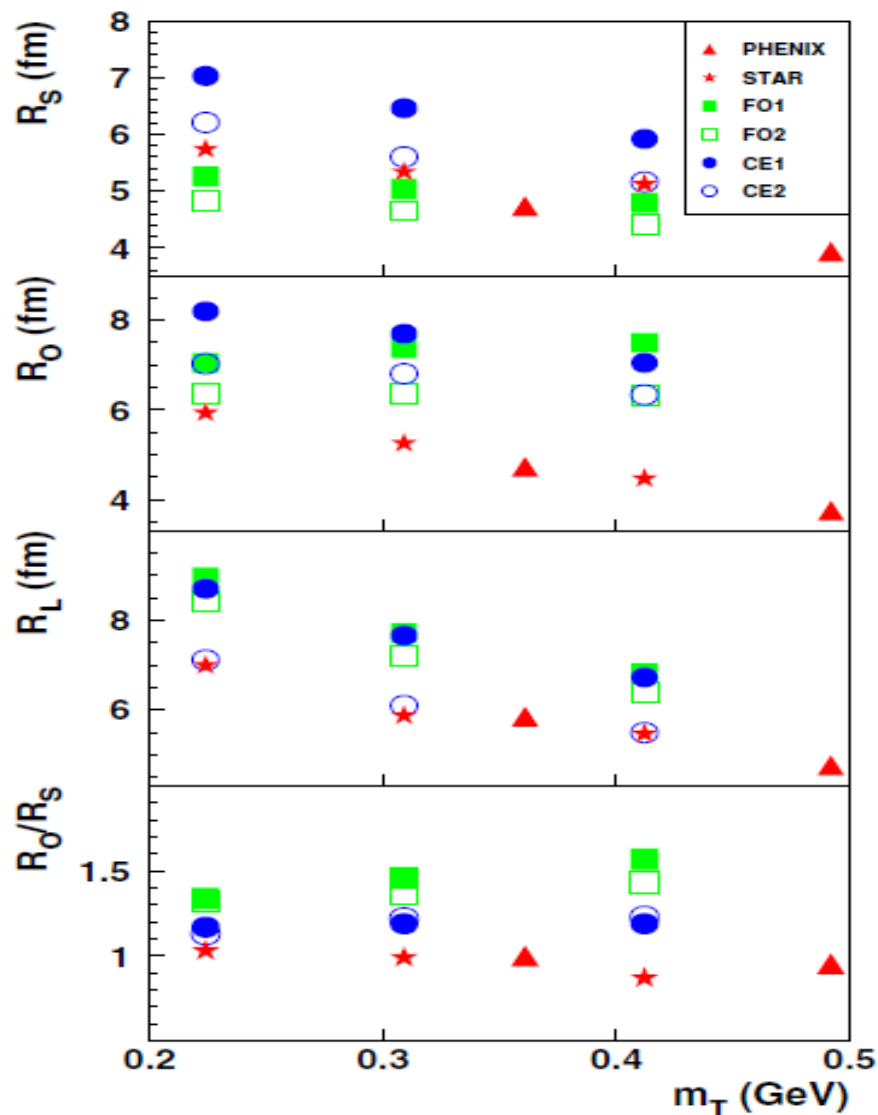 R_S (fm)
8
7
6
5
4
PHENIX
STAR
FO1
FO2
CE1
CE2
R_O (fm)
8
6
4
R_L (fm)
8
6
R_O/R_S
1.5
1
0.2
0.3
0.4
0.5
m_T (GeV)